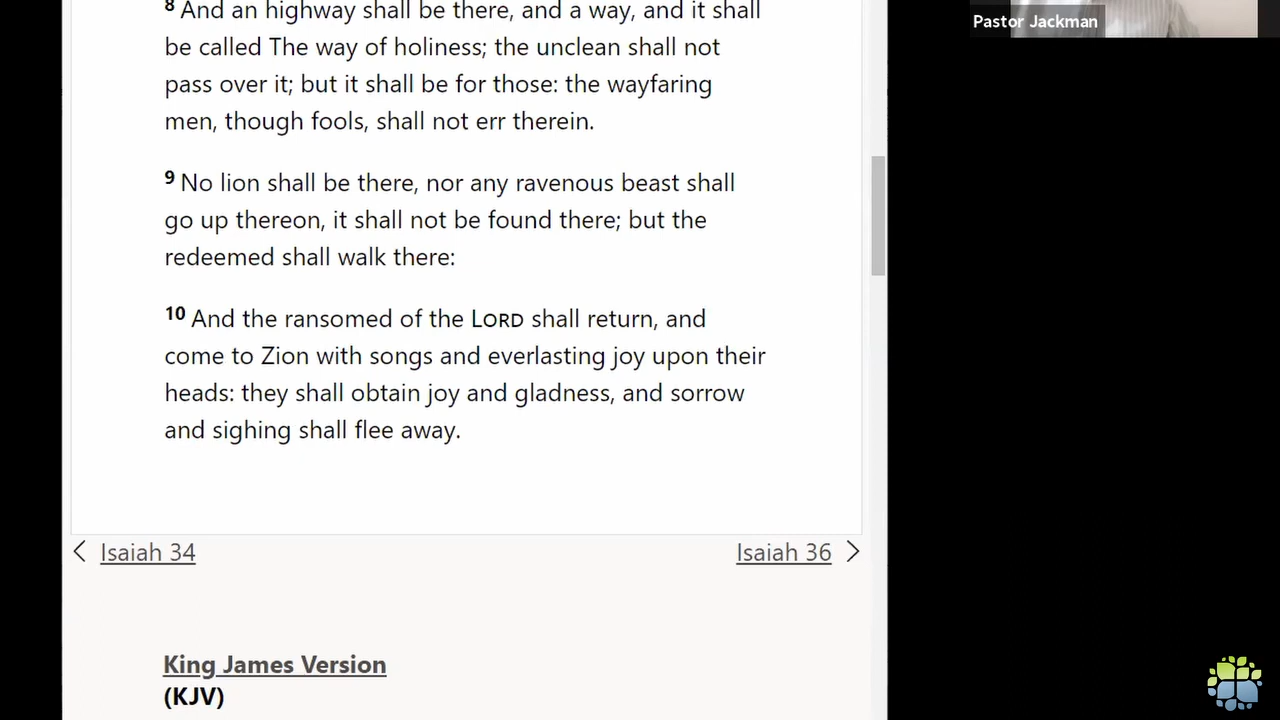 Pastor Jackman
8 And an highway shall be there, and a way, and it shall
be called The way of holiness; the unclean shall not
pass over it; but it shall be for those: the wayfaring
men, though fools, shall not err therein.
9 No lion shall be there, nor any ravenous beast shall
go up thereon, it shall not be found there; but the
redeemed shall walk there:
10 And the ransomed of the LORD shall return, and
come to Zion with songs and everlasting joy upon their
heads: they shall obtain joy and gladness, and sorrow
and sighing shall flee away.
Isaiah 34
Isaiah 36
King James Version
(KJV)